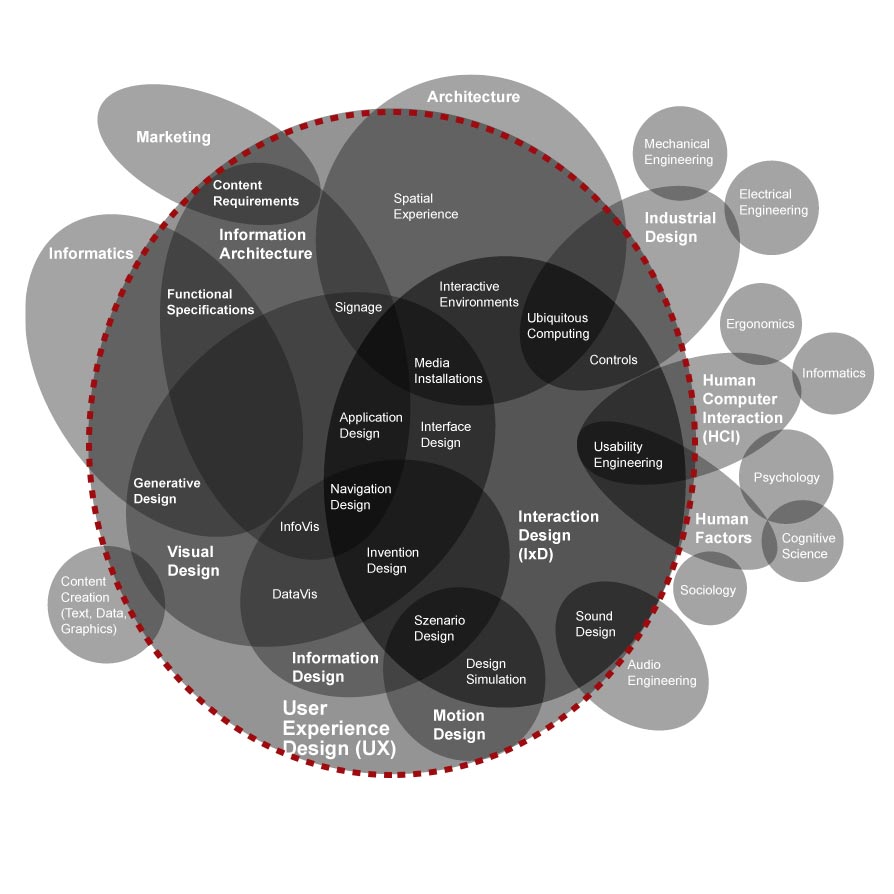 Architecture
Marketing
Mechanical
Engineering
Content
Requirements
Electrical
Engineering
Spatial
Experience
Industrial
Design
Information
Architecture
Informatics
Functional
Specifications
Signage
Interactive
Environments
Ubiquitous
Computing
Ergonomics
Controls
Media
Installations
Informatics
Human
Computer
Interaction
(HCI)
Application
Design
Interface
Design
Usability
Engineering
Psychology
Generative
Design
Navigation
Design
InfoVis
Interaction
Design
(IxD)
Human
Factors
Cognitive
Science
Visual
Design
Invention
Design
Content
Creation
(Text, Data,
Graphics)
DataVis
Sociology
Szenario
Design
Sound
Design
Information
Design
Design
Simulation
Audio
Engineering
User
Experience
Design (UX)
Motion
Design